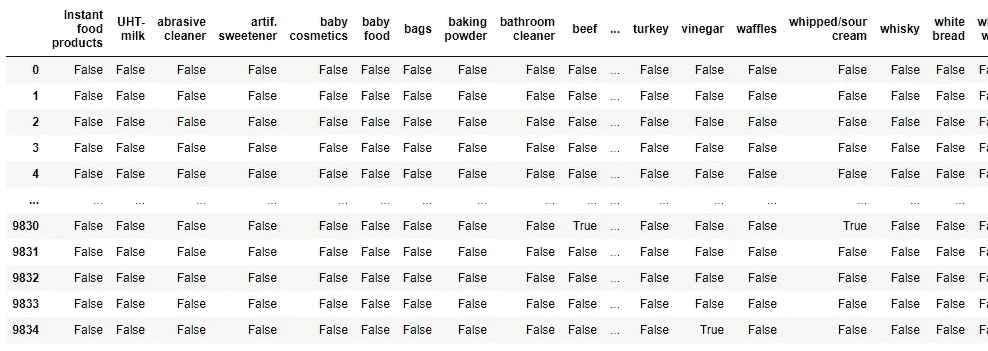 Instant food products UHT-milk abrasive cleaner artif. sweetener baby cosmetics baby food bags baking powder bathroom cleaner beef ... turkey vinegar waffles whipped/sour cream whisky white bread
0 False False False False False False False False False False ... False False False False False False
1 False False False False False False False False False False ... False False False False False False
2 False False False False False False False False False False ... False False False False False False
3 False False False False False False False False False False ... False False False False False False
4 False False False False False False False False False False ... False False False False False False
... ... ... ... ... ... ... ... ... ... ... ... ... ... ... ... ... ...
9830 False False False False False False False False False True ... False False False True False False
9831 False False False False False False False False False False ... False False False False False False
9832 False False False False False False False False False False ... False False False False False False
9833 False False False False False False False False False False ... False False False False False False
9834 False False False False False False False False False False ... False True False False False False